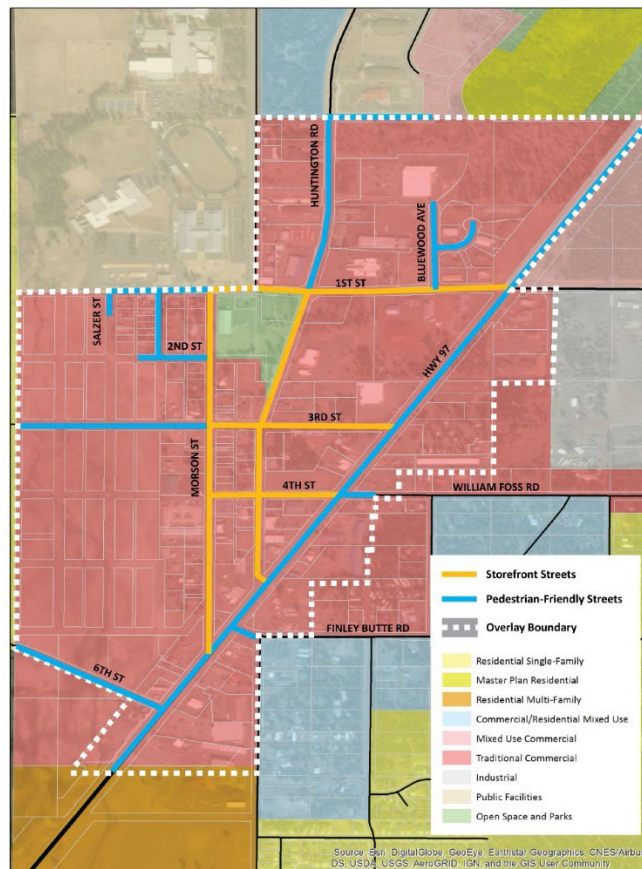 HUNTINGTON RD
BLUEWOOD AVE
1ST ST
SALZER ST
2ND ST
HWY 97
3RD ST
MORSON ST
4TH ST
WILLIAM FOSS RD
FINLEY BUTTE RD
6TH ST
Storefront Streets
Pedestrian-Friendly Streets
Overlay Boundary
Residential Single-Family
Master Plan Residential
Residential Multi-Family
Commercial/Residential Mixed Use
Mixed Use Commercial
Traditional Commercial
Industrial
Public Facilities
Open Space and Parks
Source: Esri, DigitalGlobe, GeoEye, Earthstar Geographics, CNES/Airbu
DS, USDA, USGS, AeroGRID, IGN, and the GIS User Community